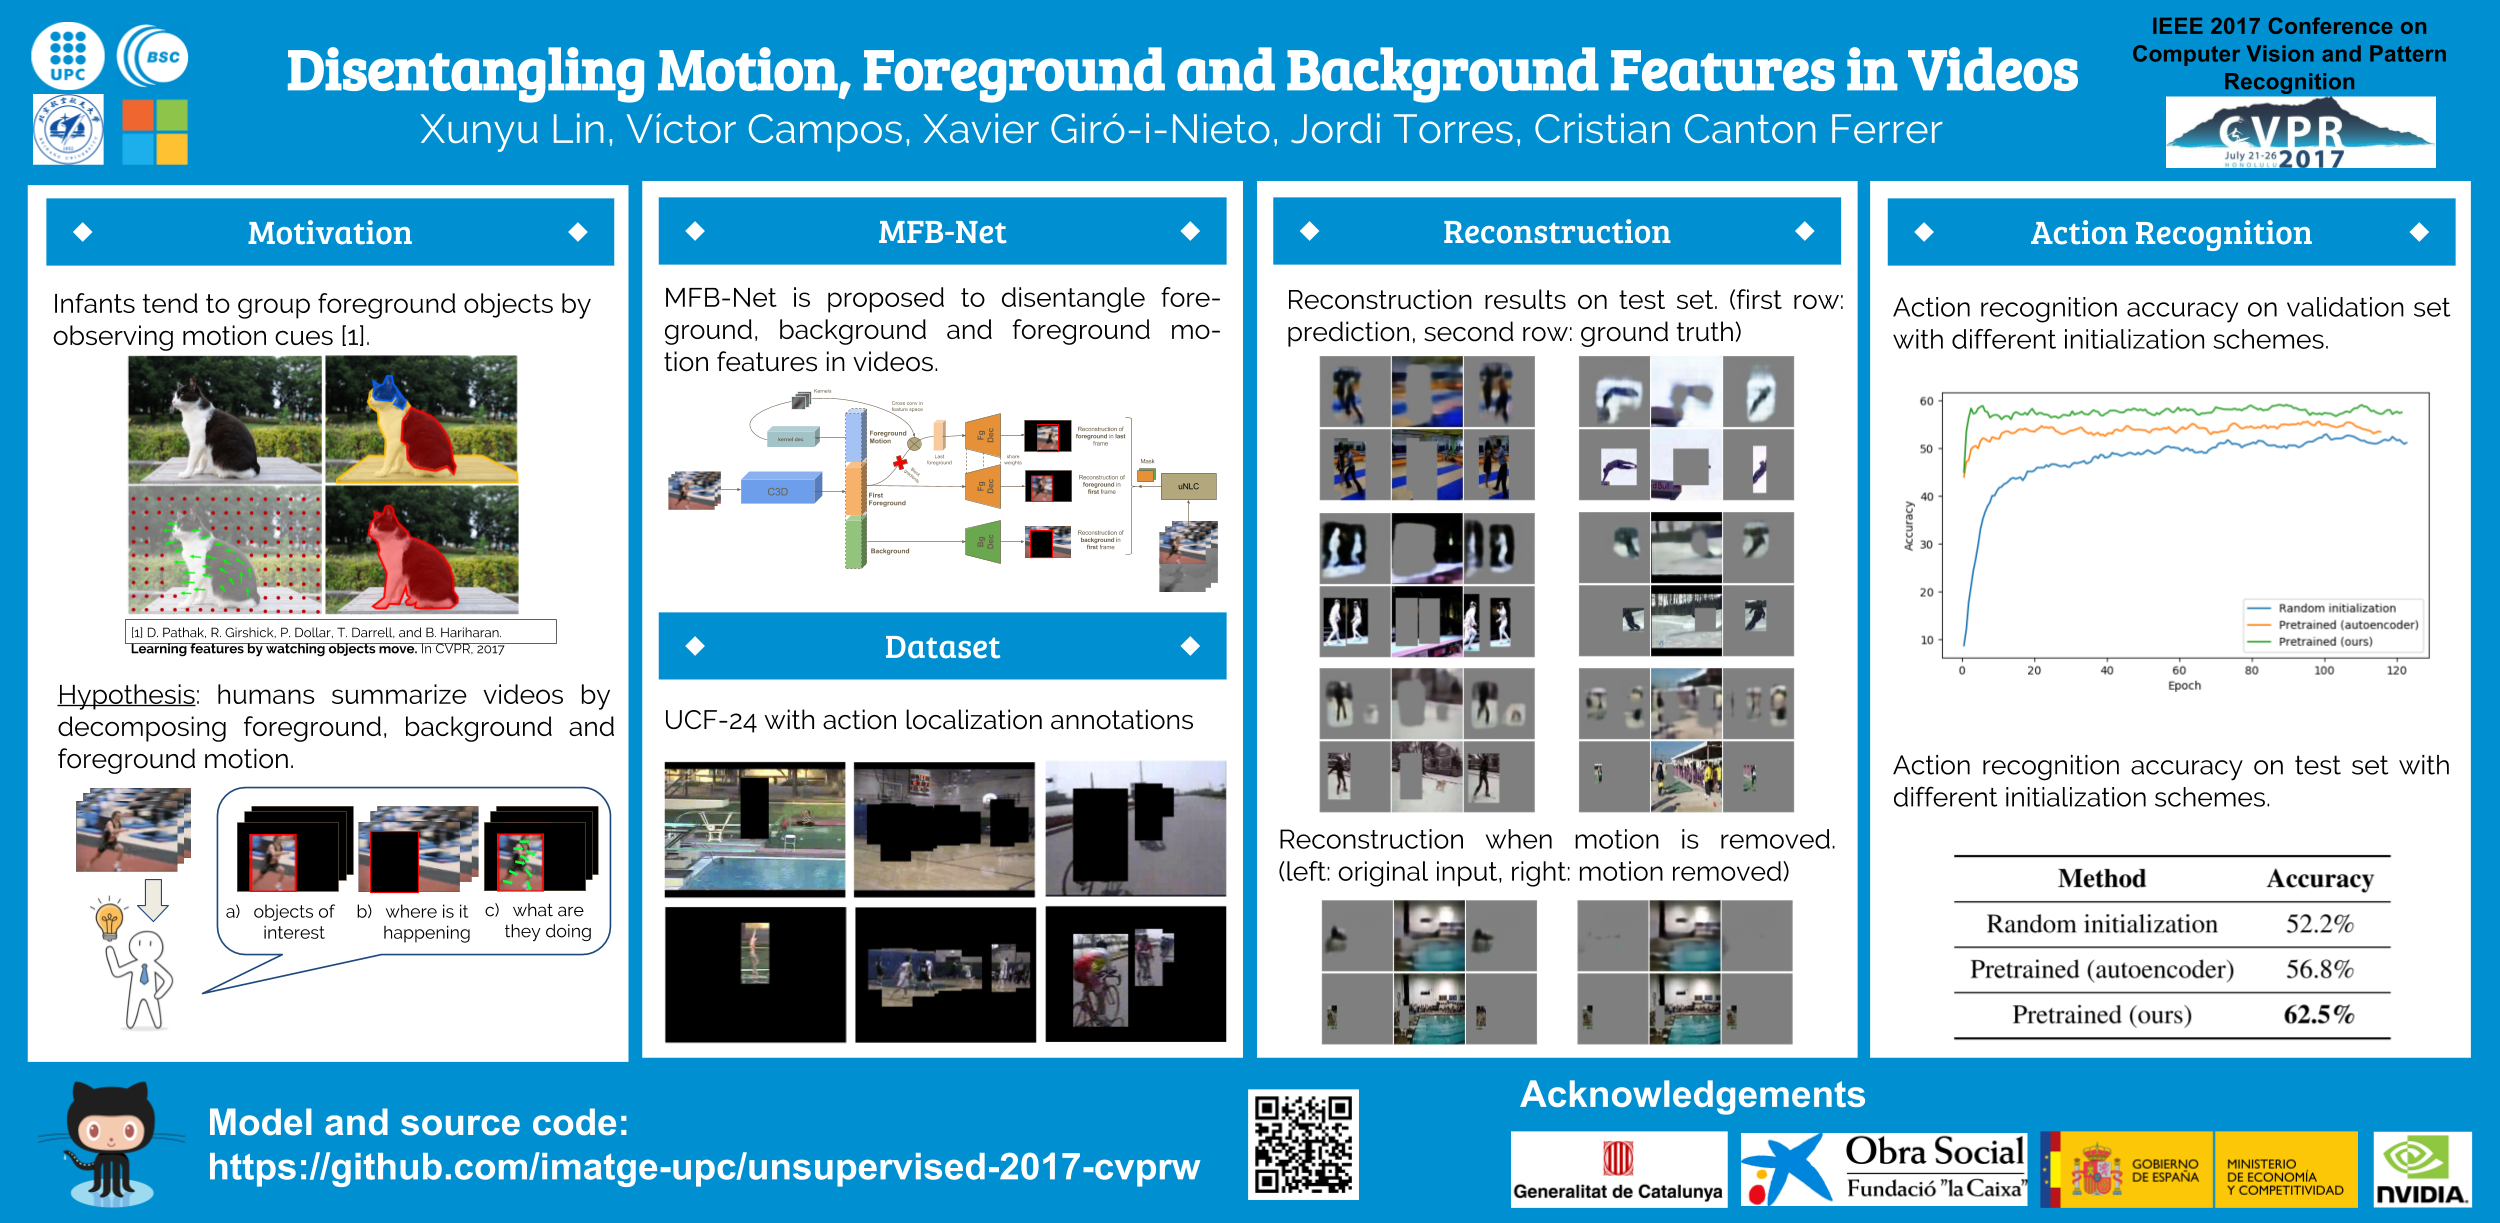 UPC
BSC
Disentangling Motion, Foreground and Background Features in Videos
Xunyu Lin, Víctor Campos, Xavier Giró-i-Nieto, Jordi Torres, Cristian Canton Ferrer
IEEE 2017 Conference on
Computer Vision and Pattern
Recognition
CVPR
July 21-26
2017
HONOLULU
Motivation
Infants tend to group foreground objects by
observing motion cues [1].
[1] D. Pathak, R. Girshick, P. Dollar, T. Darrell, and B. Hariharan.
Learning features by watching objects move. In CVPR, 2017
Hypothesis: humans summarize videos by
decomposing foreground, background and
foreground motion.
a) objects of
interest
b) where is it
happening
c) what are
they doing
MFB-Net
MFB-Net is proposed to disentangle fore-
ground, background and foreground mo-
tion features in videos.
Kernels
Cross conv in
feature space
kernel dec
Foreground
Motion
Last
foreground
Fg
Dec
Reconstruction of
foreground in last
frame
share
weights
Mask
C3D
First
Foreground
Fg
Dec
Reconstruction of
foreground in
first frame
uNLC
Background
Bg
Dec
Reconstruction of
background in
first frame
Dataset
UCF-24 with action localization annotations
Reconstruction
Reconstruction results on test set. (first row:
prediction, second row: ground truth)
Reconstruction when motion is removed.
(left: original input, right: motion removed)
Action Recognition
Action recognition accuracy on validation set
with different initialization schemes.
60
50
40
30
20
10
Accuracy
0 20 40 60 80 100 120
Epoch
Random initialization
Pretrained (autoencoder)
Pretrained (ours)
Action recognition accuracy on test set with
different initialization schemes.
Method Accuracy
Random initialization 52.2%
Pretrained (autoencoder) 56.8%
Pretrained (ours) 62.5%
Model and source code:
https://github.com/imatge-upc/unsupervised-2017-cvprw
Acknowledgements
Generalitat de Catalunya
Obra Social
Fundació "la Caixa"
GOBIERNO
DE ESPAÑA
MINISTERIO
DE ECONOMÍA
Y COMPETITIVIDAD
NVIDIA.